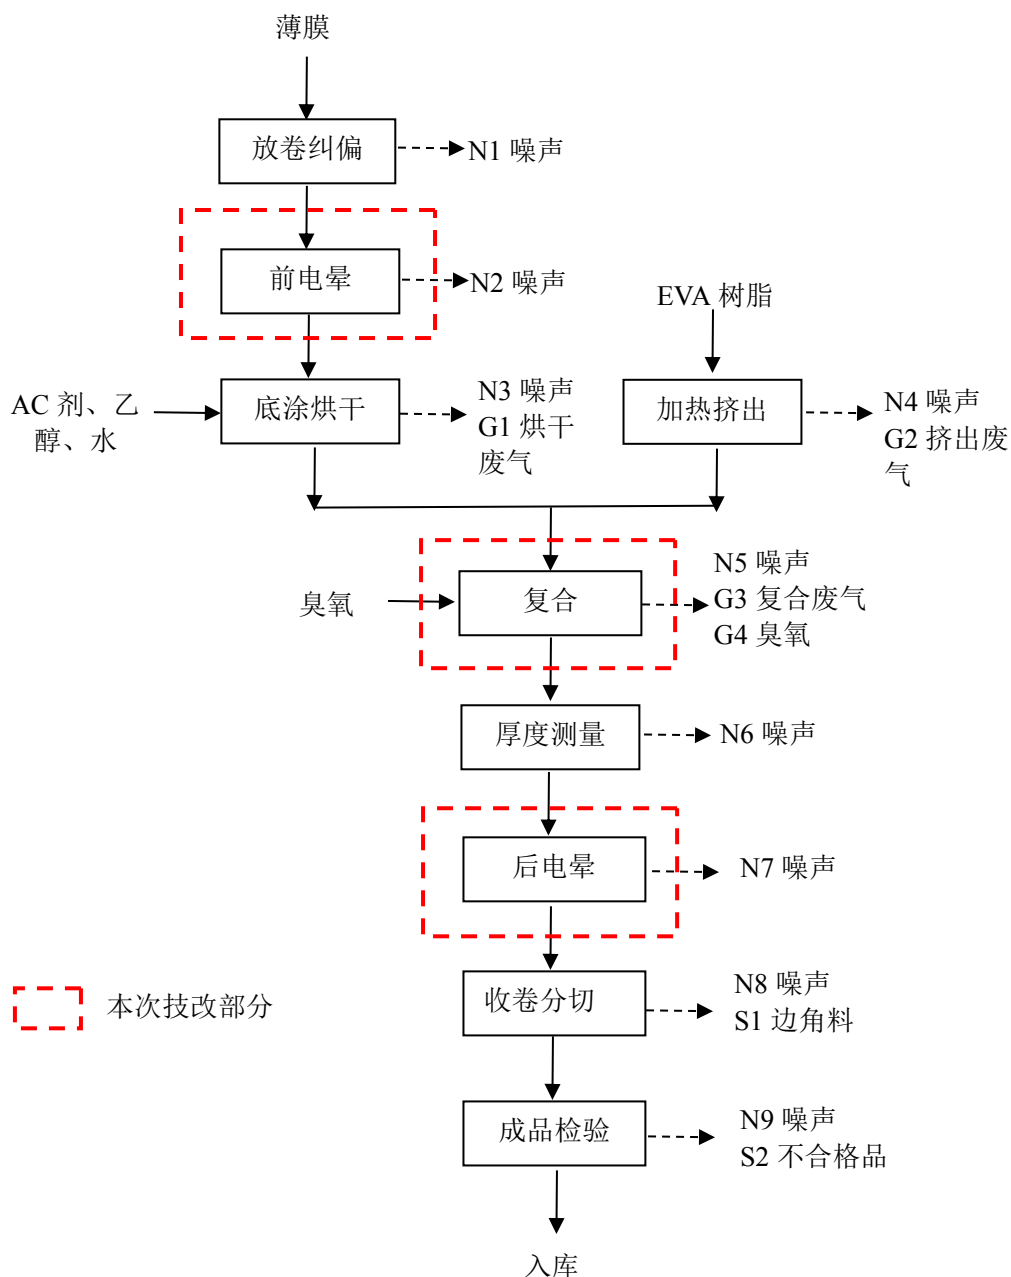 薄膜
放卷纠偏
N1 噪声
前电晕
N2 噪声
EVA 树脂
AC 剂、乙
醇、水
底涂烘干
N3 噪声
G1 烘干
废气
加热挤出
N4 噪声
G2 挤出废
气
臭氧
复合
N5 噪声
G3 复合废气
G4 臭氧
厚度测量
N6 噪声
后电晕
N7 噪声
收卷分切
N8 噪声
S1 边角料
本次技改部分
成品检验
N9 噪声
S2 不合格品
入库